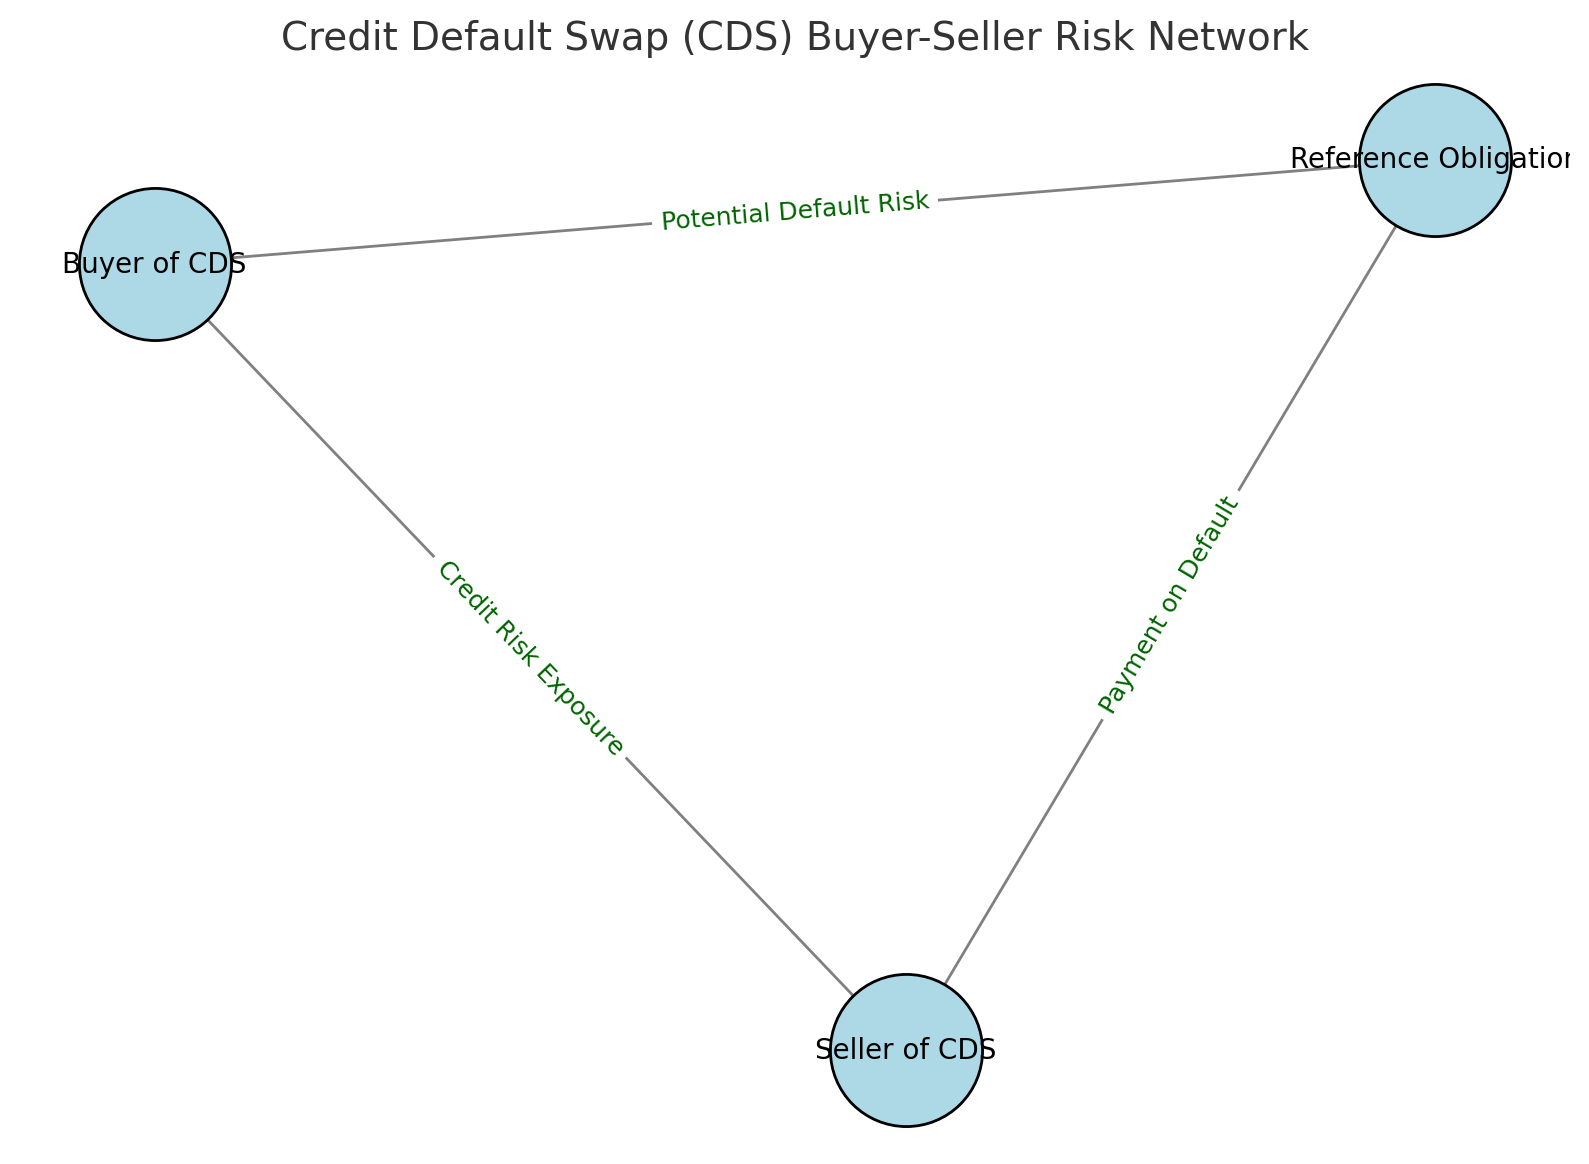 Credit Default Swap (CDS) Buyer-Seller Risk Network
Reference Obligation
Potential Default Risk
Buyer of CDS
Credit Risk Exposure
Payment on Default
Seller of CDS